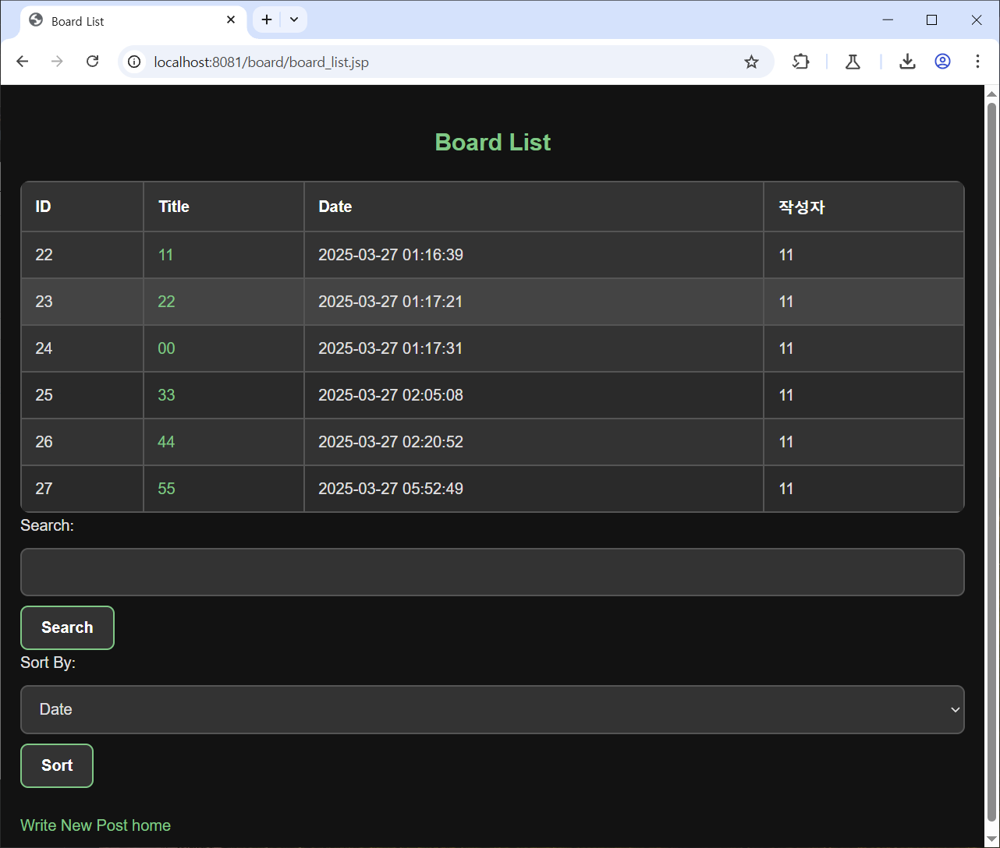 Board List
localhost:8081/board/board_list.jsp
Board List
ID Title Date 작성자
22 11 2025-03-27 01:16:39 11
23 22 2025-03-27 01:17:21 11
24 00 2025-03-27 01:17:31 11
25 33 2025-03-27 02:05:08 11
26 44 2025-03-27 02:20:52 11
27 55 2025-03-27 05:52:49 11
Search:
Search
Sort By:
Date
Sort
Write New Post home